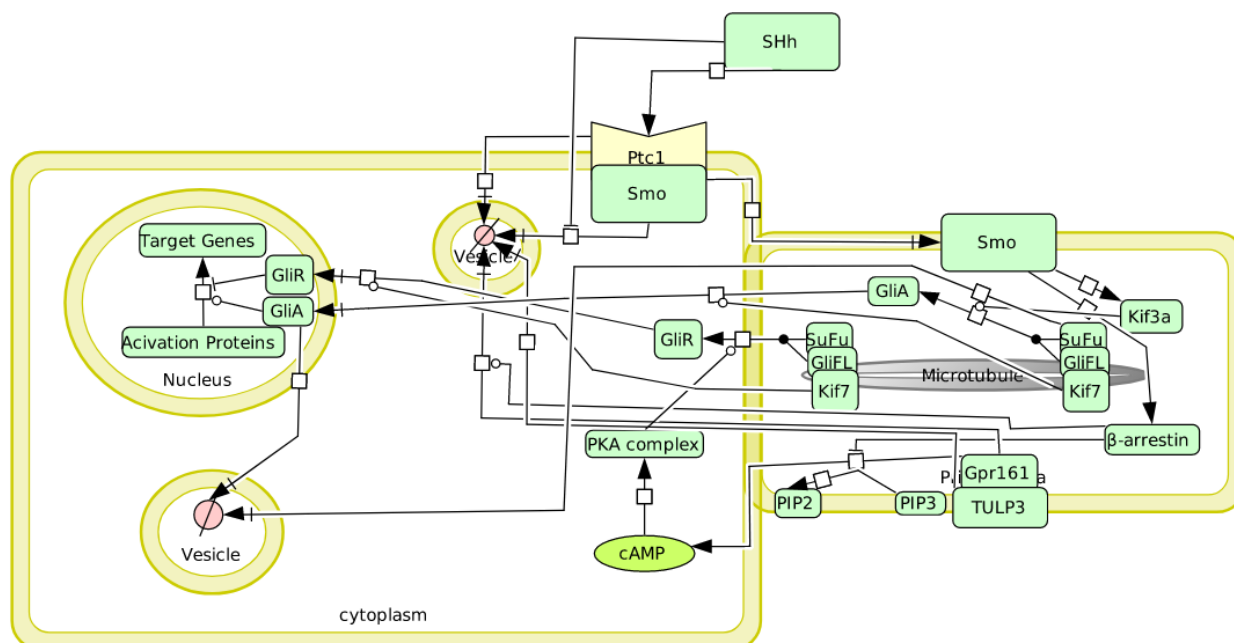 SHh
Ptc1
Smo
Smo
Target Genes
GliR
GliA
Acivation Proteins
Nucleus
Vesicle
GliA
Kif3a
GliR
SuFu
GliFL
Kif7
Microtubule
SuFu
GliFL
Kif7
PKA complex
β-arrestin
Gpr161
PIP2
PIP3
TULP3
Vesicle
cAMP
cytoplasm